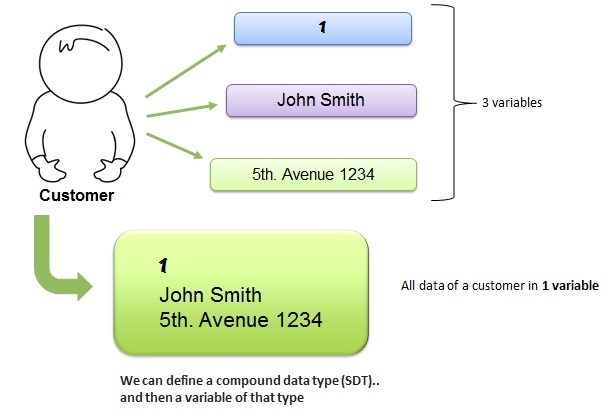 1
John Smith
3 variables
5th. Avenue 1234
Customer
1
John Smith
5th. Avenue 1234
All data of a customer in 1 variable
We can define a compound data type (SDT)..
and then a variable of that type